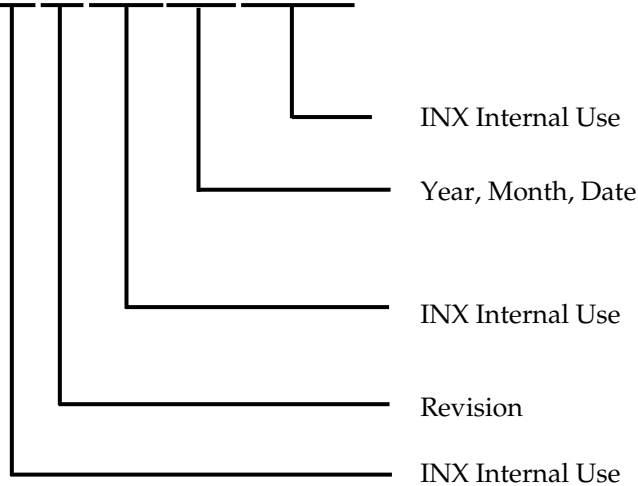 INX Internal Use
Year, Month, Date
INX Internal Use
Revision
INX Internal Use